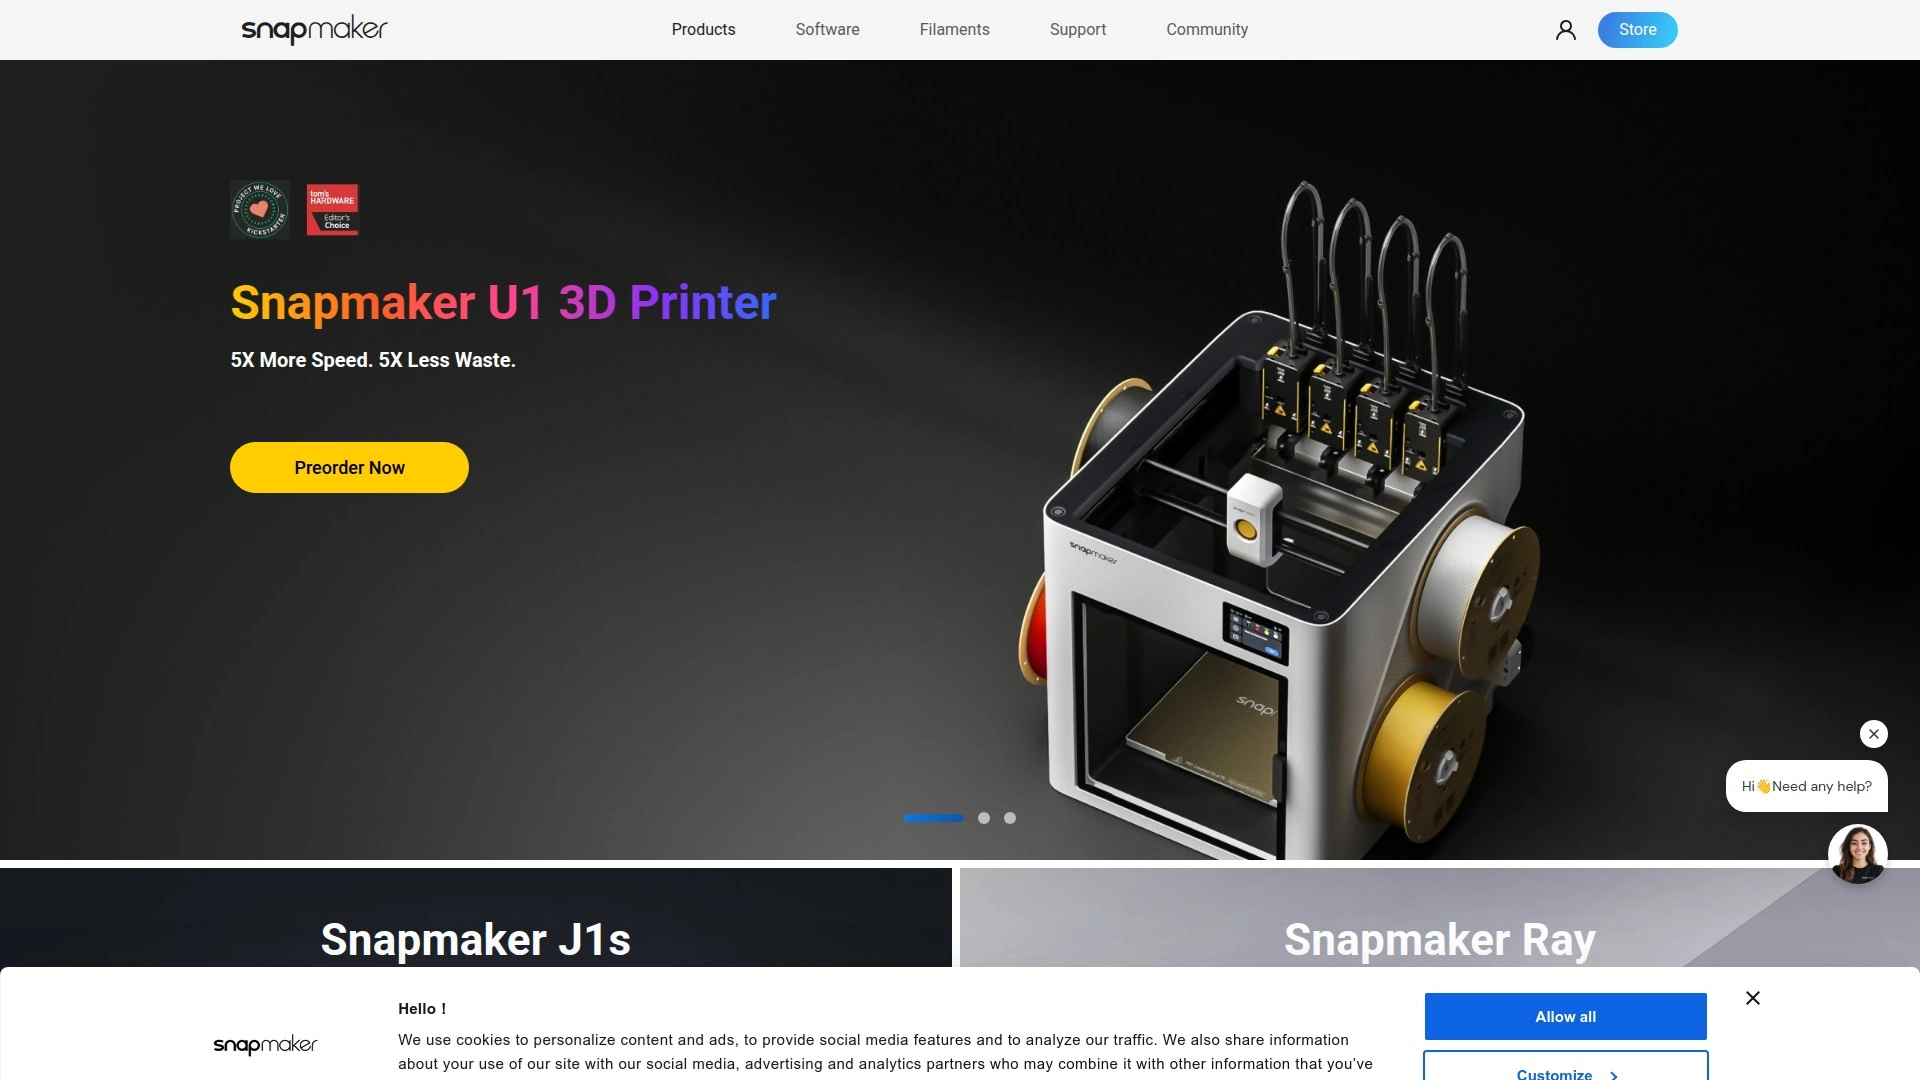 snapmaker
Products
Software
Filaments
Support
Community
Store
PROJECT WE LOVE
KICKSTARTER
tom's
HARDWARE
Editor's
Choice
Snapmaker U1 3D Printer
5X More Speed. 5X Less Waste.
Preorder Now
snapmaker
snap
Hi👋Need any help?
Snapmaker J1s
Snapmaker Ray
snapmaker
Hello !
We use cookies to personalize content and ads, to provide social media features and to analyze our traffic. We also share information
about your use of our site with our social media, advertising and analytics partners who may combine it with other information that you've
Allow all
Customize